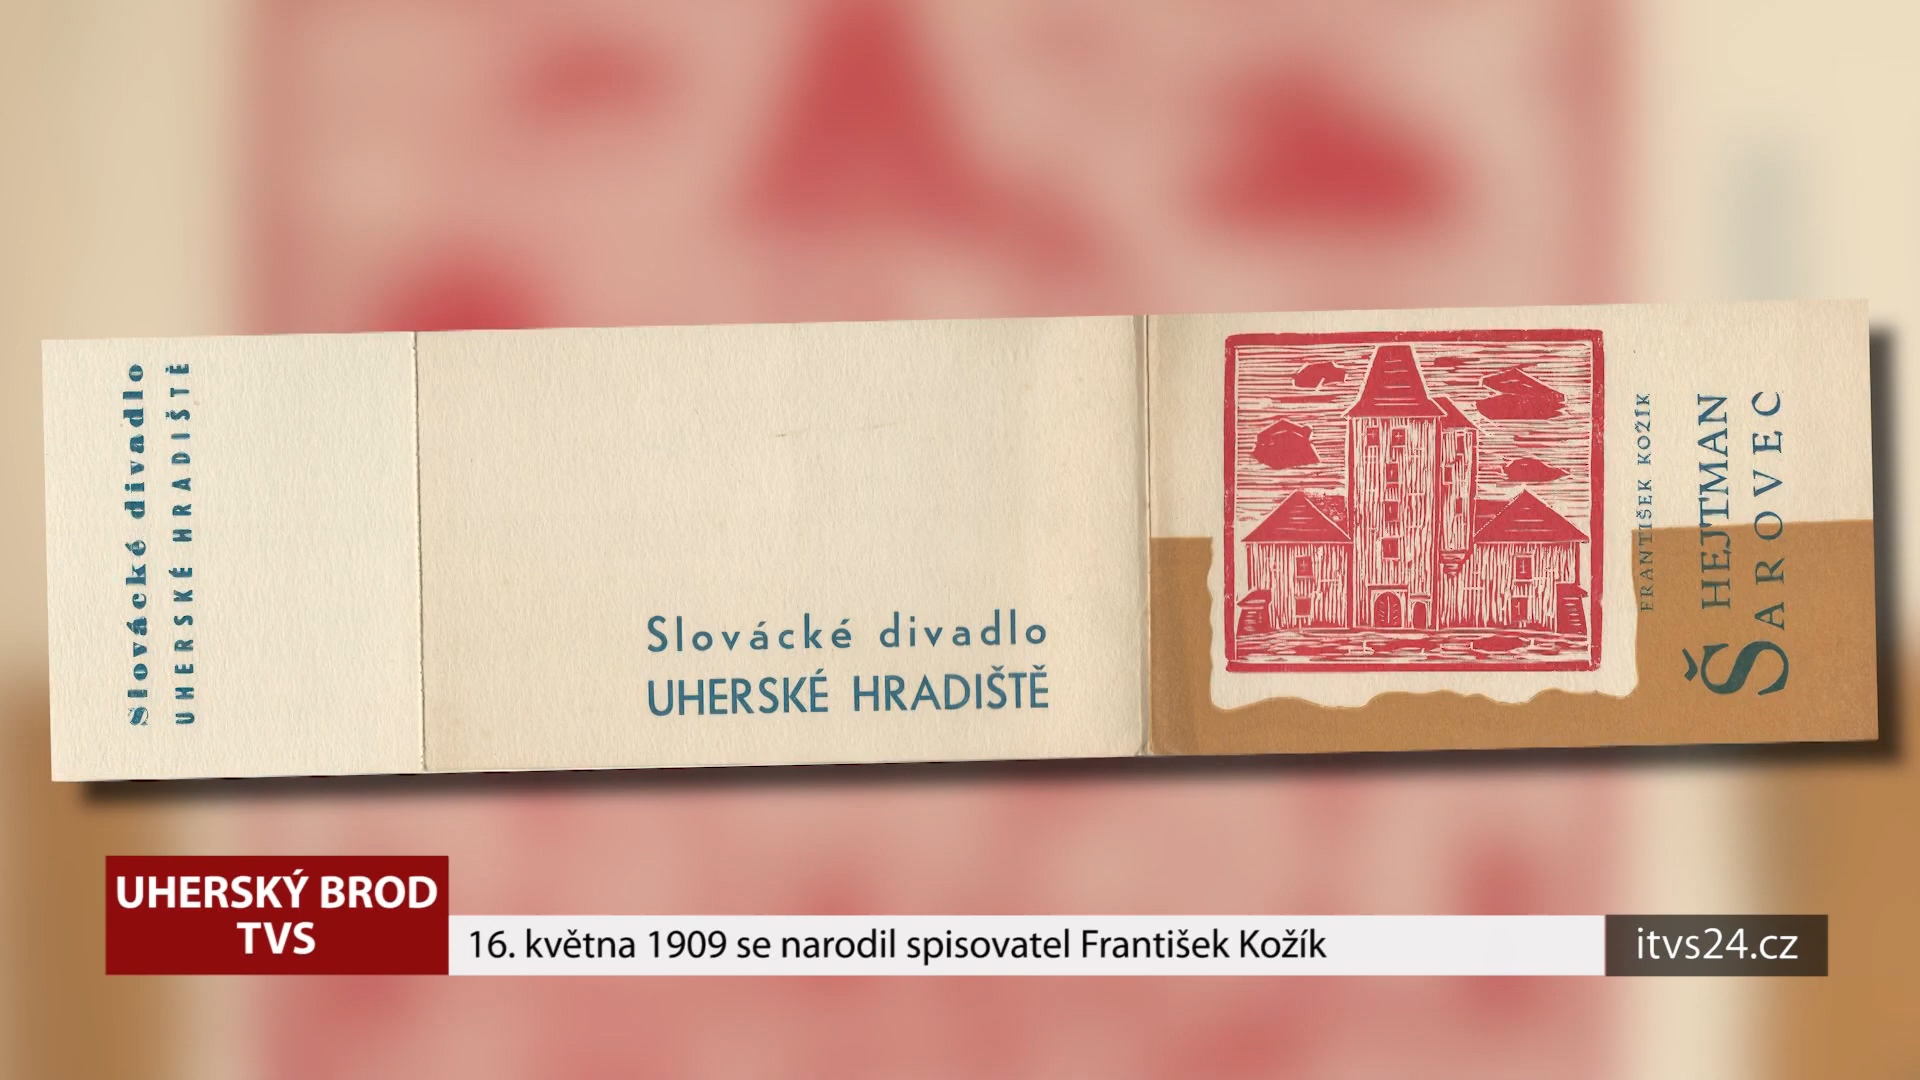 Slovácké divadlo
UHERSKÉ HRADIŠTĚ
Slovácké divadlo
UHERSKÉ HRADIŠTĚ
FRANTIŠEK KOŽÍK
HEJTMAN
ŠAROVEC
UHERSKÝ BROD
TVS
16. května 1909 se narodil spisovatel František Kožík
itvs24.cz